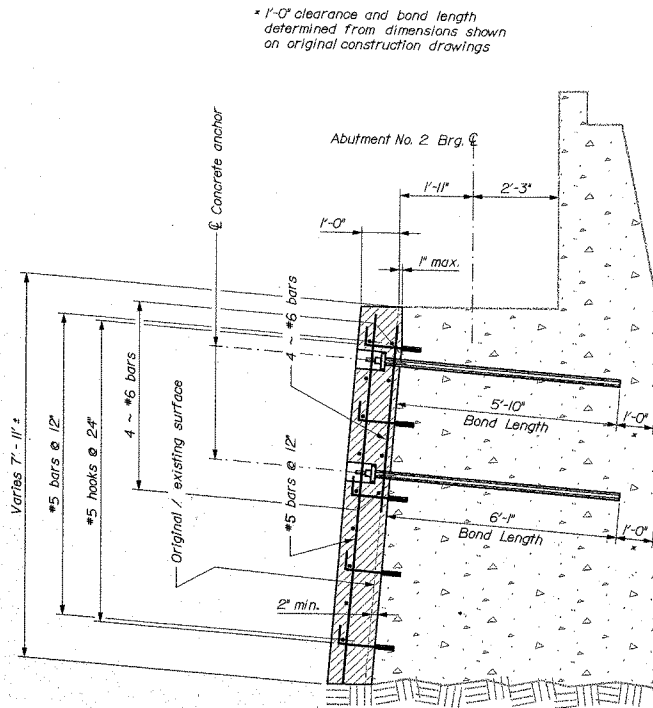 * 1'-0" clearance and bond length
determined from dimensions shown
on original construction drawings
Abutment No. 2 Brg. ℄
℄ Concrete anchor
1'-11"
2'-3"
1'-0"
1" max.
4 ~ #6 bars
4 ~ #6 bars
Varies 7'-11"±
#5 bars @ 12"
#5 hooks @ 24"
Original / existing surface
#5 bars @ 12"
5'-10"
Bond Length
1'-0"
*
6'-1"
Bond Length
1'-0"
*
2" min.